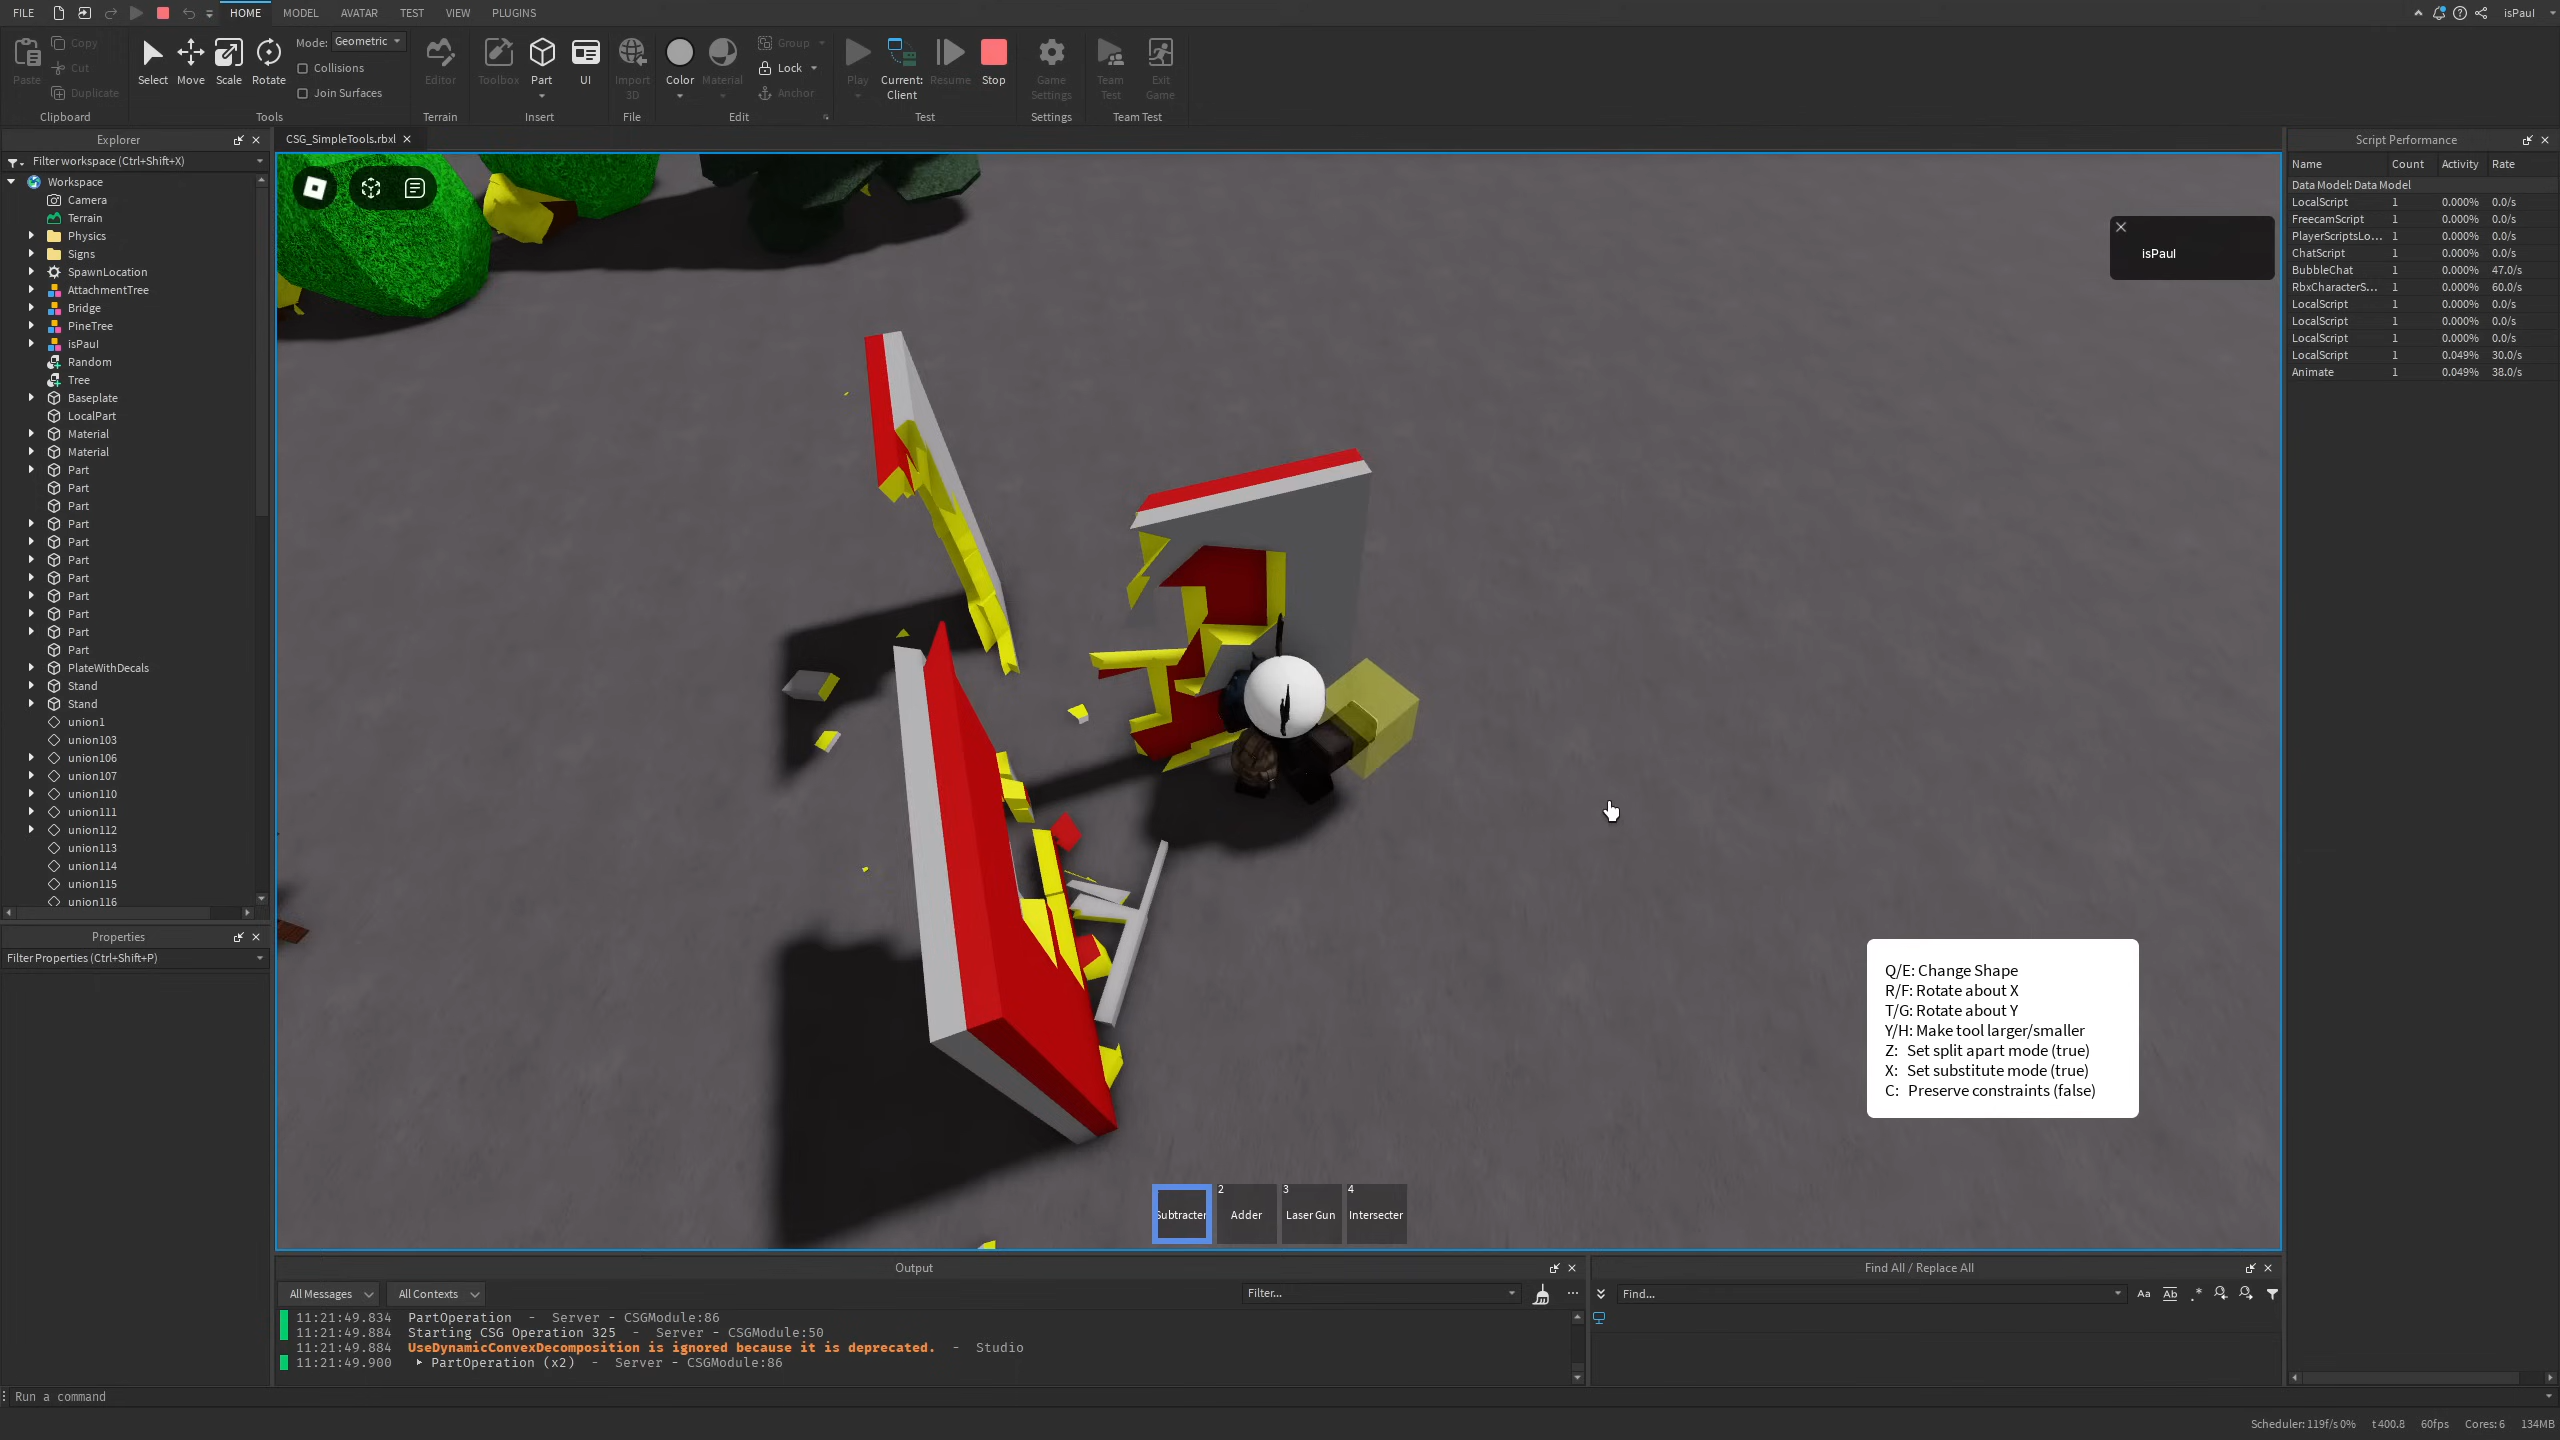 FILE HOME MODEL AVATAR TEST VIEW PLUGINS isPaul
Paste Copy Cut Duplicate Clipboard
Select Move Scale Rotate Mode: Geometric Collisions Join Surfaces Tools
Editor Terrain
Toolbox Part UI Insert
Import 3D File
Color Material Group Lock Anchor Edit
Play Current: Client Resume Stop Test
Game Settings Settings
Team Test Exit Game Team Test
Explorer
Filter workspace (Ctrl+Shift+X)
Workspace
Camera
Terrain
Physics
Signs
SpawnLocation
AttachmentTree
Bridge
PineTree
isPaul
Random
Tree
Baseplate
LocalPart
Material
Material
Part
Part
Part
Part
Part
Part
Part
Part
Part
Part
Part
PlateWithDecals
Stand
Stand
union1
union103
union106
union107
union110
union111
union112
union113
union114
union115
union116
Properties
Filter Properties (Ctrl+Shift+P)
CSG_SimpleTools.rbxl
isPaul
Q/E: Change Shape
R/F: Rotate about X
T/G: Rotate about Y
Y/H: Make tool larger/smaller
Z: Set split apart mode (true)
X: Set substitute mode (true)
C: Preserve constraints (false)
Subtracter
2 Adder
3 Laser Gun
4 Intersecter
Script Performance
Name Count Activity Rate
Data Model: Data Model
LocalScript 1 0.000% 0.0/s
FreecamScript 1 0.000% 0.0/s
PlayerScriptsLo... 1 0.000% 0.0/s
ChatScript 1 0.000% 0.0/s
BubbleChat 1 0.000% 47.0/s
RbxCharacterS... 1 0.000% 60.0/s
LocalScript 1 0.000% 0.0/s
LocalScript 1 0.000% 0.0/s
LocalScript 1 0.000% 0.0/s
LocalScript 1 0.049% 30.0/s
Animate 1 0.049% 38.0/s
Output
All Messages All Contexts Filter...
11:21:49.834 PartOperation - Server - CSGModule:86
11:21:49.884 Starting CSG Operation 325 - Server - CSGModule:50
11:21:49.884 UseDynamicConvexDecomposition is ignored because it is deprecated. - Studio
11:21:49.900 PartOperation (x2) - Server - CSGModule:86
Find All / Replace All
Find... Aa Ab .*
Run a command
Scheduler: 119f/s 0% t 400.8 60fps Cores: 6 134MB